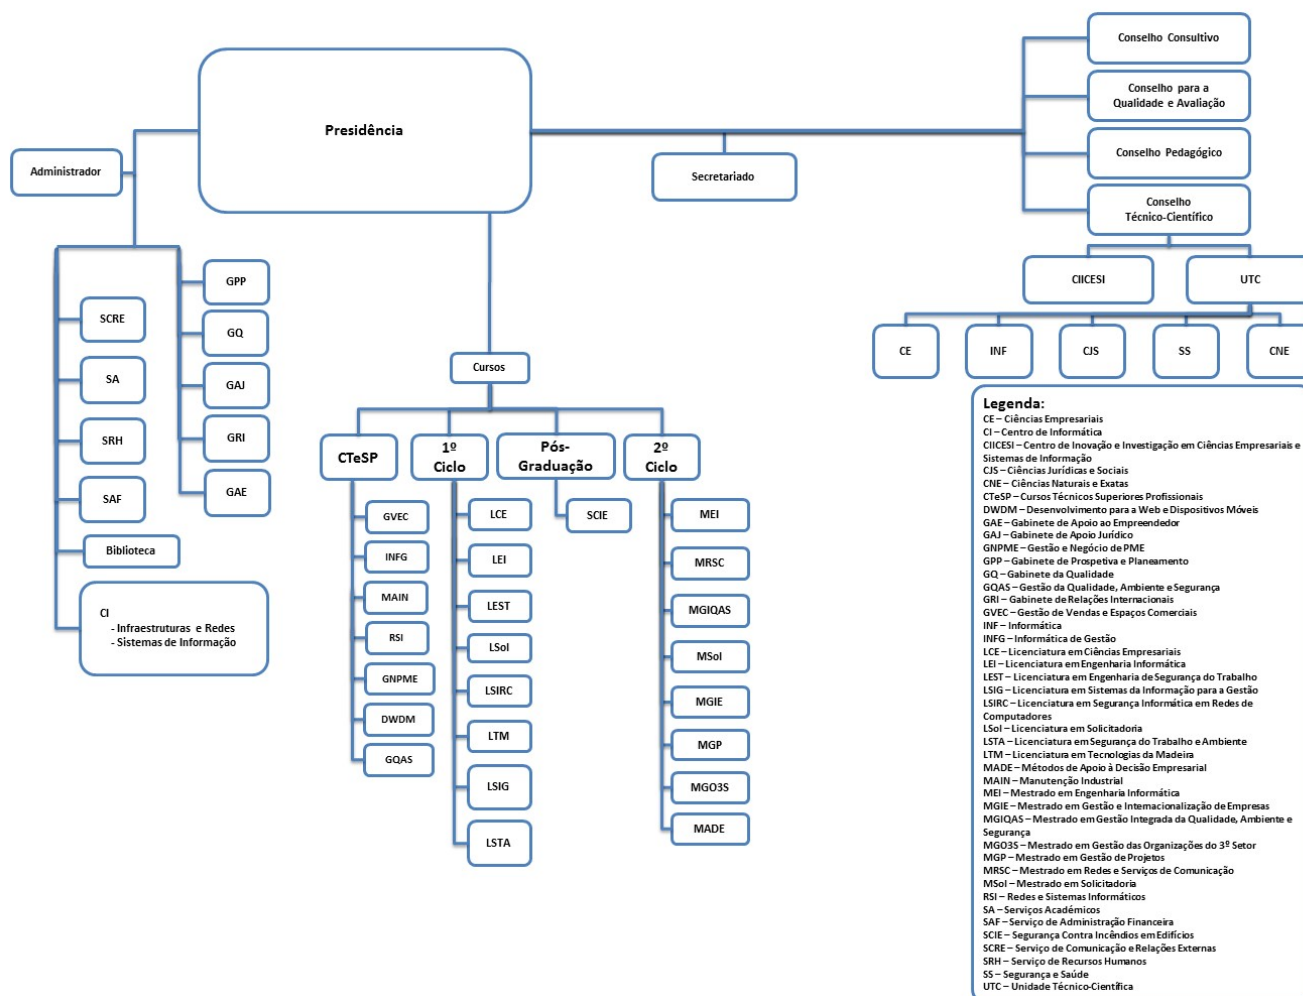 Presidência
Administrador
Secretariado
Conselho Consultivo
Conselho para a
Qualidade e Avaliação
Conselho Pedagógico
Conselho
Técnico-Científico
CIICESI
UTC
CE
INF
CJS
SS
CNE
GPP
GQ
GAJ
GRI
GAE
SCRE
SA
SRH
SAF
Biblioteca
CI
- Infraestruturas e Redes
- Sistemas de Informação
Cursos
CTeSP
GVEC
INFG
MAIN
RSI
GNPME
DWDM
GQAS
1º
Ciclo
LCE
LEI
LEST
LSol
LSIRC
LTM
LSIG
LSTA
Pós-
Graduação
SCIE
2º
Ciclo
MEI
MRSC
MGIQAS
MSol
MGIE
MGP
MGO3S
MADE
Legenda:
CE – Ciências Empresariais
CI – Centro de Informática
CIICESI – Centro de Inovação e Investigação em Ciências Empresariais e
Sistemas de Informação
CJS – Ciências Jurídicas e Sociais
CNE – Ciências Naturais e Exatas
CTeSP – Cursos Técnicos Superiores Profissionais
DWDM – Desenvolvimento para a Web e Dispositivos Móveis
GAE – Gabinete de Apoio ao Empreendedor
GAJ – Gabinete de Apoio Jurídico
GNPME – Gestão e Negócio de PME
GPP – Gabinete de Prospetiva e Planeamento
GQ – Gabinete da Qualidade
GQAS – Gestão da Qualidade, Ambiente e Segurança
GRI – Gabinete de Relações Internacionais
GVEC – Gestão de Vendas e Espaços Comerciais
INF – Informática
INFG – Informática de Gestão
LCE – Licenciatura em Ciências Empresariais
LEI – Licenciatura em Engenharia Informática
LEST – Licenciatura em Engenharia de Segurança do Trabalho
LSIG – Licenciatura em Sistemas da Informação para a Gestão
LSIRC – Licenciatura em Segurança Informática em Redes de
Computadores
LSol – Licenciatura em Solicitadoria
LSTA – Licenciatura em Segurança do Trabalho e Ambiente
LTM – Licenciatura em Tecnologias da Madeira
MADE – Métodos de Apoio à Decisão Empresarial
MAIN – Manutenção Industrial
MEI – Mestrado em Engenharia Informática
MGIE – Mestrado em Gestão e Internacionalização de Empresas
MGIQAS – Mestrado em Gestão Integrada da Qualidade, Ambiente e
Segurança
MGO3S – Mestrado em Gestão das Organizações do 3º Setor
MGP – Mestrado em Gestão de Projetos
MRSC – Mestrado em Redes e Serviços de Comunicação
MSol – Mestrado em Solicitadoria
RSI – Redes e Sistemas Informáticos
SA – Serviços Académicos
SAF – Serviço de Administração Financeira
SCIE – Segurança Contra Incêndios em Edifícios
SCRE – Serviço de Comunicação e Relações Externas
SRH – Serviço de Recursos Humanos
SS – Segurança e Saúde
UTC – Unidade Técnico-Científica